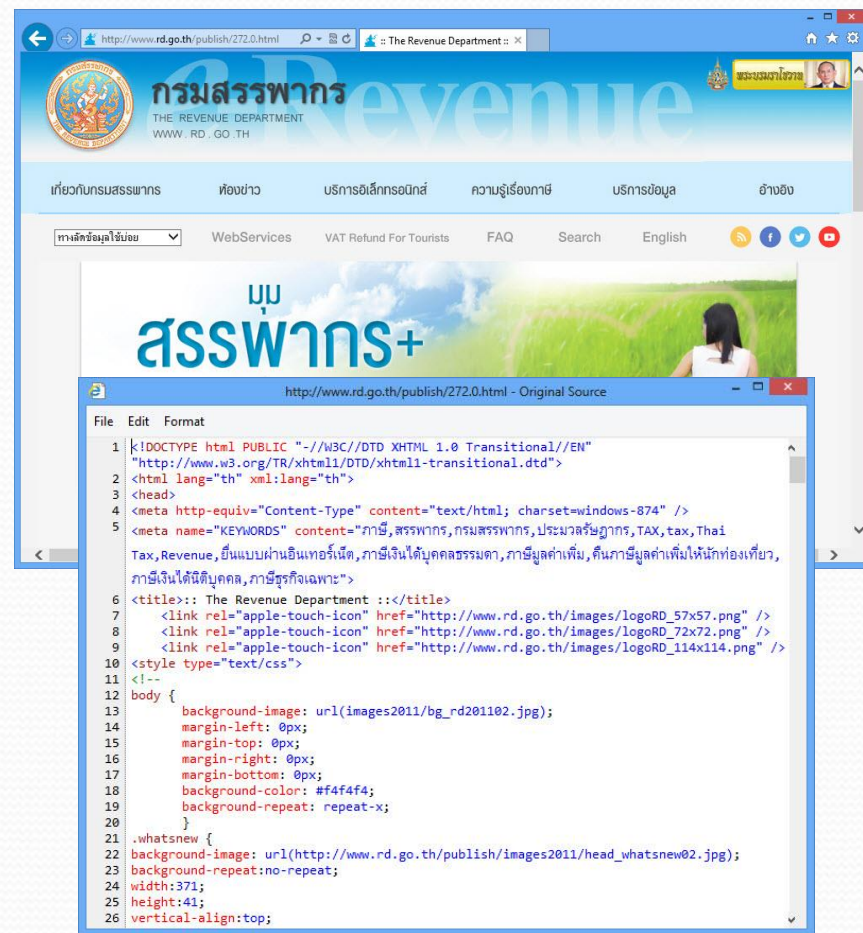 http://www.rd.go.th/publish/272.0.html
:: The Revenue Department ::
THE REVENUE DEPARTMENT
กรมสรรพากร
THE REVENUE DEPARTMENT
WWW. RD . GO .TH
eRevenue
พระบรมราโชวาท
เกี่ยวกับกรมสรรพากร ห้องข่าว บริการอิเล็กทรอนิกส์ ความรู้เรื่องภาษี บริการข้อมูล อ้างอิง
ทางลัดข้อมูลใช้บ่อย WebServices VAT Refund For Tourists FAQ Search English
มุม
สรรพากร+
http://www.rd.go.th/publish/272.0.html - Original Source
File Edit Format
1 <!DOCTYPE html PUBLIC "-//W3C//DTD XHTML 1.0 Transitional//EN"
"http://www.w3.org/TR/xhtml1/DTD/xhtml1-transitional.dtd">
2 <html lang="th" xml:lang="th">
3 <head>
4 <meta http-equiv="Content-Type" content="text/html; charset=windows-874" />
5 <meta name="KEYWORDS" content="ภาษี,สรรพากร,กรมสรรพากร,ประมวลรัษฎากร,TAX,tax,Thai
Tax,Revenue,ยื่นแบบผ่านอินเทอร์เน็ต,ภาษีเงินได้บุคคลธรรมดา,ภาษีมูลค่าเพิ่ม,คืนภาษีมูลค่าเพิ่มให้นักท่องเที่ยว,
ภาษีเงินได้นิติบุคคล,ภาษีธุรกิจเฉพาะ">
6 <title>:: The Revenue Department ::</title>
7 <link rel="apple-touch-icon" href="http://www.rd.go.th/images/logoRD_57x57.png" />
8 <link rel="apple-touch-icon" href="http://www.rd.go.th/images/logoRD_72x72.png" />
9 <link rel="apple-touch-icon" href="http://www.rd.go.th/images/logoRD_114x114.png" />
10 <style type="text/css">
11 <!--
12 body {
13 background-image: url(images2011/bg_rd201102.jpg);
14 margin-left: 0px;
15 margin-top: 0px;
16 margin-right: 0px;
17 margin-bottom: 0px;
18 background-color: #f4f4f4;
19 background-repeat: repeat-x;
20 }
21 .whatsnew {
22 background-image: url(http://www.rd.go.th/publish/images2011/head_whatsnew02.jpg);
23 background-repeat:no-repeat;
24 width:371;
25 height:41;
26 vertical-align:top;